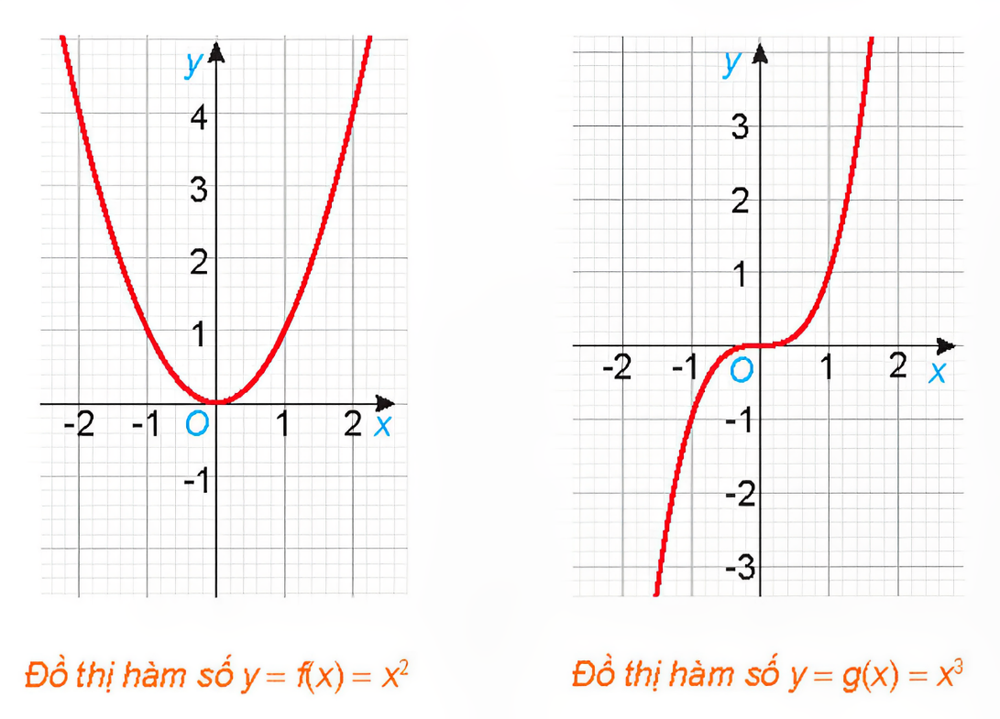 y
4
3
2
1
-2 -1 O 1 2 x
-1
Đồ thị hàm số y = f(x) = x²
y
3
2
1
-2 -1 O 1 2 x
-1
-2
-3
Đồ thị hàm số y = g(x) = x³